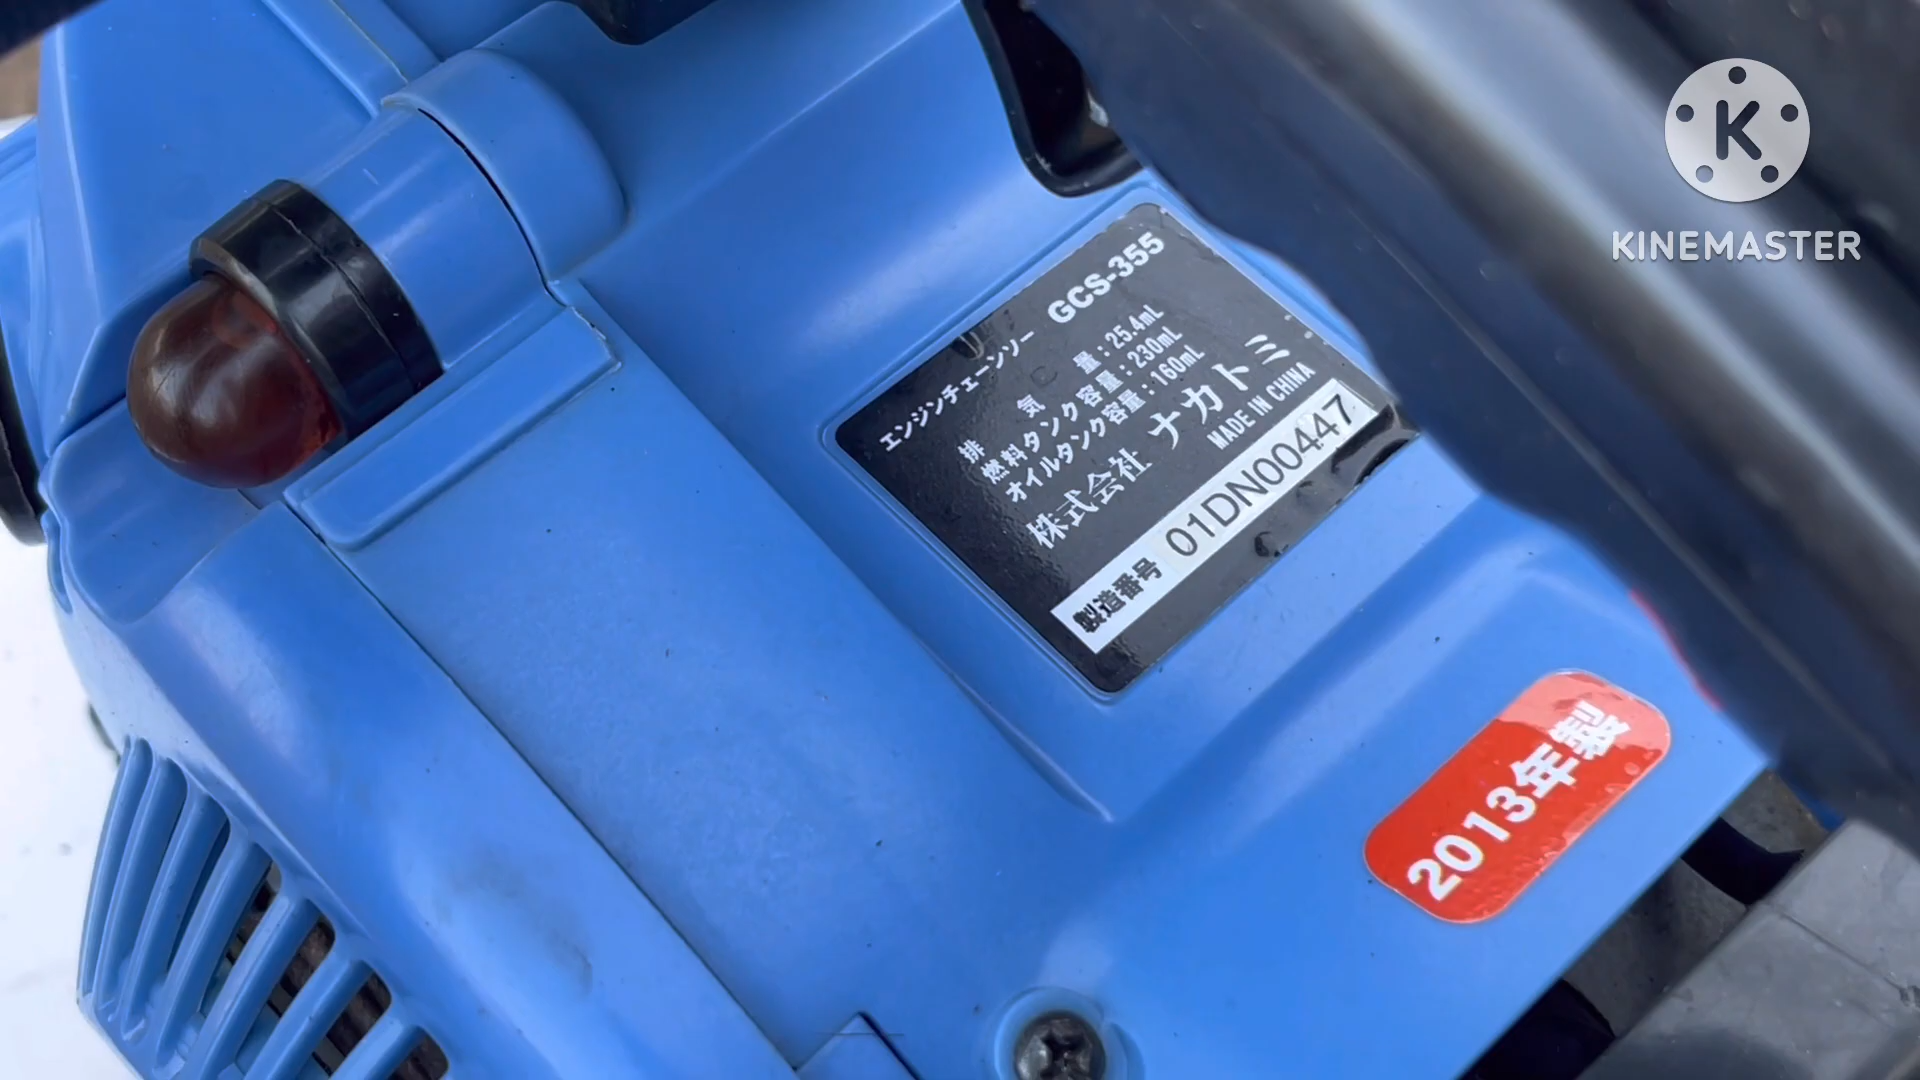 エンジンチェーンソー GCS-355
排気量:25.4mL
燃料タンク容量:230mL
オイルタンク容量:160mL
株式会社 ナカトミ
MADE IN CHINA
製造番号 01DN00447
2013年製
K
KINEMASTER